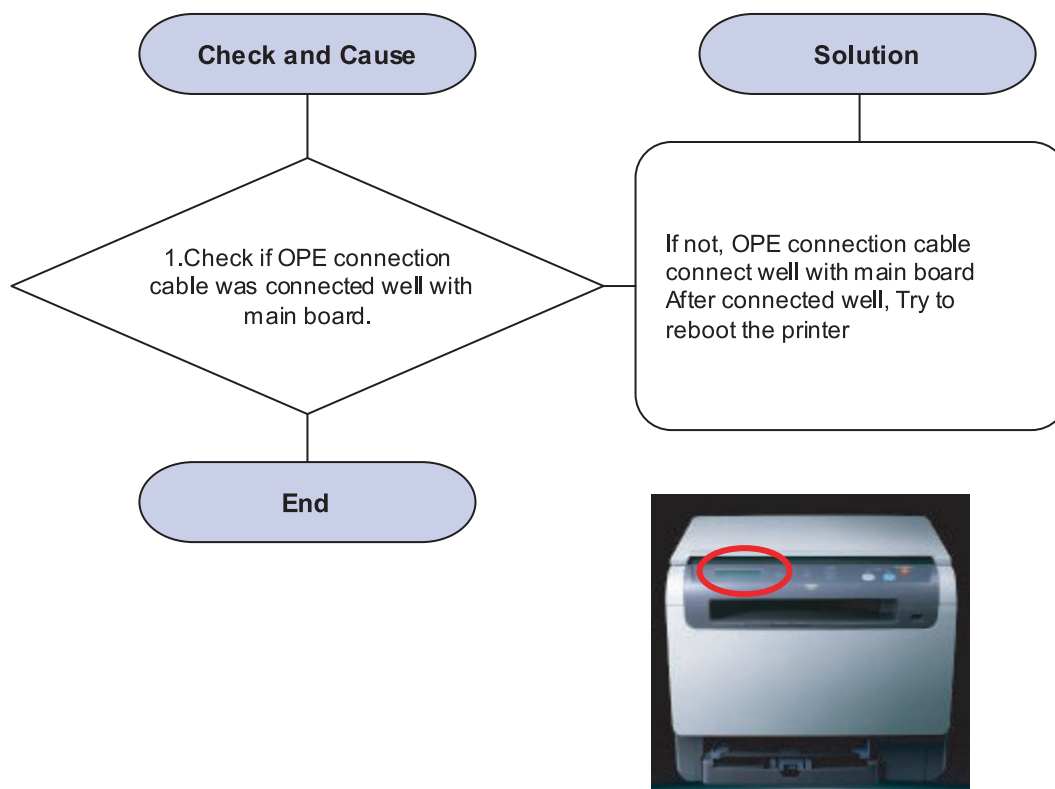 Check and Cause
Solution
1.Check if OPE connection
cable was connected well with
main board.
If not, OPE connection cable
connect well with main board
After connected well, Try to
reboot the printer
End